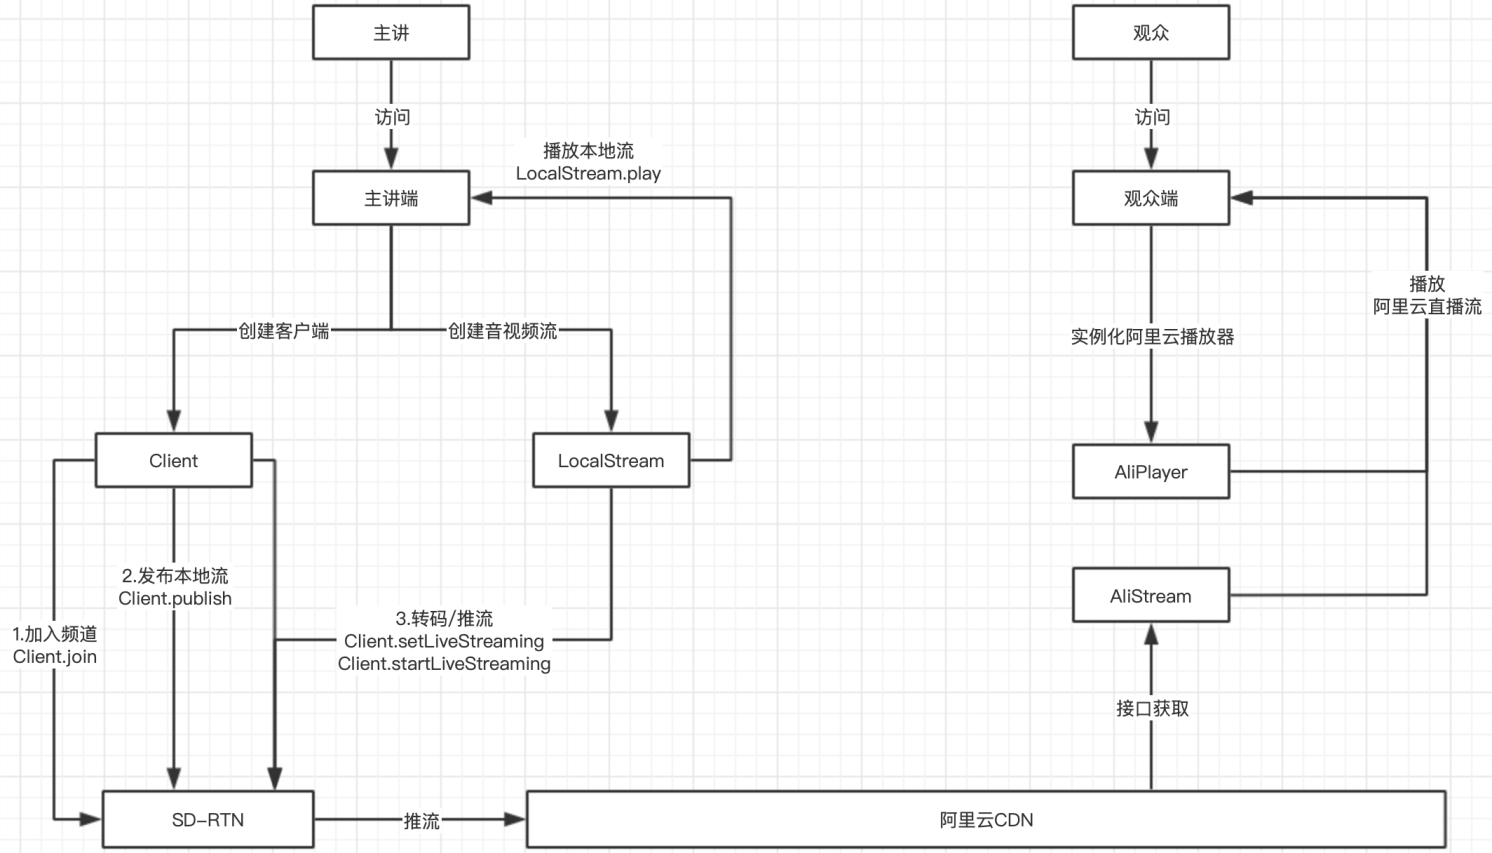 主讲
观众
访问
访问
播放本地流
LocalStream.play
主讲端
观众端
播放
阿里云直播流
创建客户端
创建音视频流
实例化阿里云播放器
Client
LocalStream
AliPlayer
2.发布本地流
Client.publish
AliStream
1.加入频道
Client.join
3.转码/推流
Client.setLiveStreaming
Client.startLiveStreaming
接口获取
SD-RTN
推流
阿里云CDN